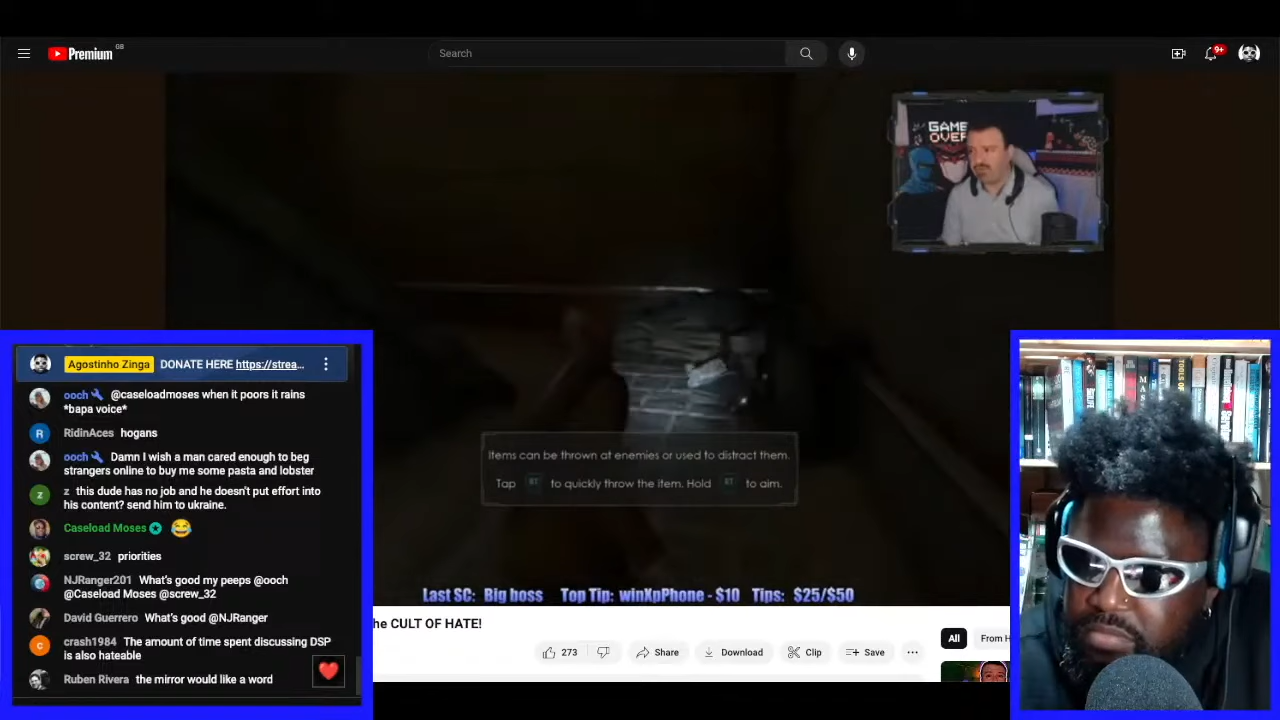 Premium GB
Search
9+
GAME
OVER
Items can be thrown at enemies or used to distract them.
Tap RT to quickly throw the item. Hold RT to aim.
Last SC: Big boss Top Tip: winXpPhone - $10 Tips: $25/$50
he CULT OF HATE!
273 Share Download Clip Save
All From H
Agostinho Zinga DONATE HERE https://strea...
ooch @caseloadmoses when it poors it rains
*bapa voice*
RidinAces hogans
ooch Damn I wish a man cared enough to beg
strangers online to buy me some pasta and lobster
z this dude has no job and he doesn't put effort into
his content? send him to ukraine.
Caseload Moses
screw_32 priorities
NJRanger201 What's good my peeps @ooch
@Caseload Moses @screw_32
David Guerrero What's good @NJRanger
crash1984 The amount of time spent discussing DSP
is also hateable
Ruben Rivera the mirror would like a word